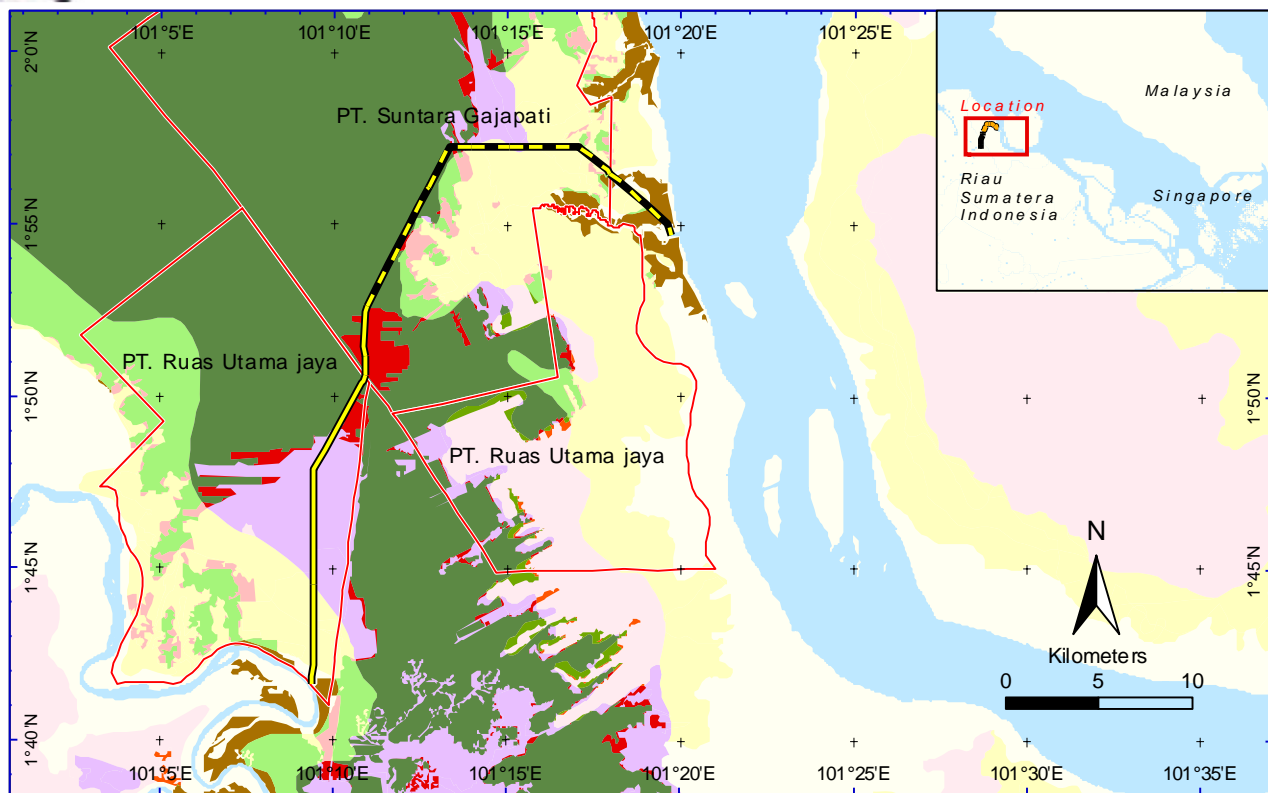 101°5'E
101°10'E
101°15'E
101°20'E
101°25'E
2°0'N
1°55'N
1°50'N
1°45'N
1°40'N
PT. Suntara Gajapati
PT. Ruas Utama jaya
PT. Ruas Utama jaya
Malaysia
Location
Riau
Sumatera
Indonesia
Singapore
1°50'N
1°45'N
N
Kilometers
0 5 10
101°5'E
101°10'E
101°15'E
101°20'E
101°25'E
101°30'E
101°35'E